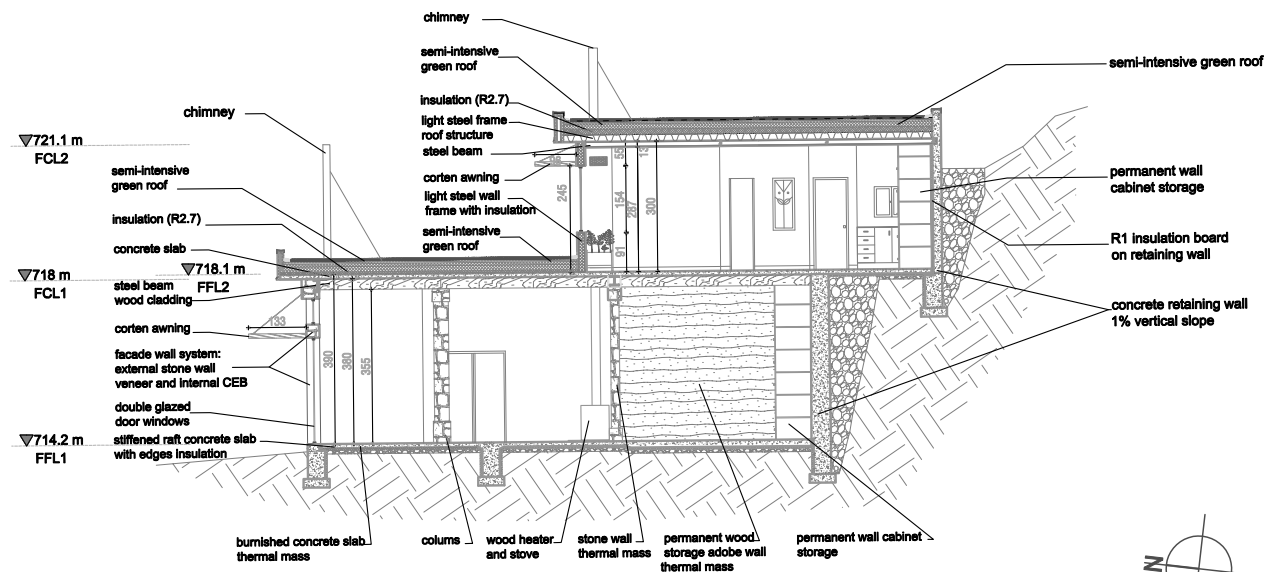 chimney
semi-intensive
green roof
insulation (R2.7)
light steel frame
roof structure
steel beam
corten awning
light steel wall
frame with insulation
semi-intensive
green roof
semi-intensive green roof
permanent wall
cabinet storage
R1 insulation board
on retaining wall
concrete retaining wall
1% vertical slope
721.1 m
FCL2
chimney
semi-intensive
green roof
insulation (R2.7)
concrete slab
718 m
FCL1
718.1 m
FFL2
steel beam
wood cladding
corten awning
facade wall system:
external stone wall
veneer and internal CEB
double glazed
door windows
714.2 m
FFL1
stiffened raft concrete slab
with edges insulation
133
390
380
355
245
55
154
287
300
91
burnished concrete slab
thermal mass
colums
wood heater
and stove
stone wall
thermal mass
permanent wood
storage adobe wall
thermal mass
permanent wall cabinet
storage
N